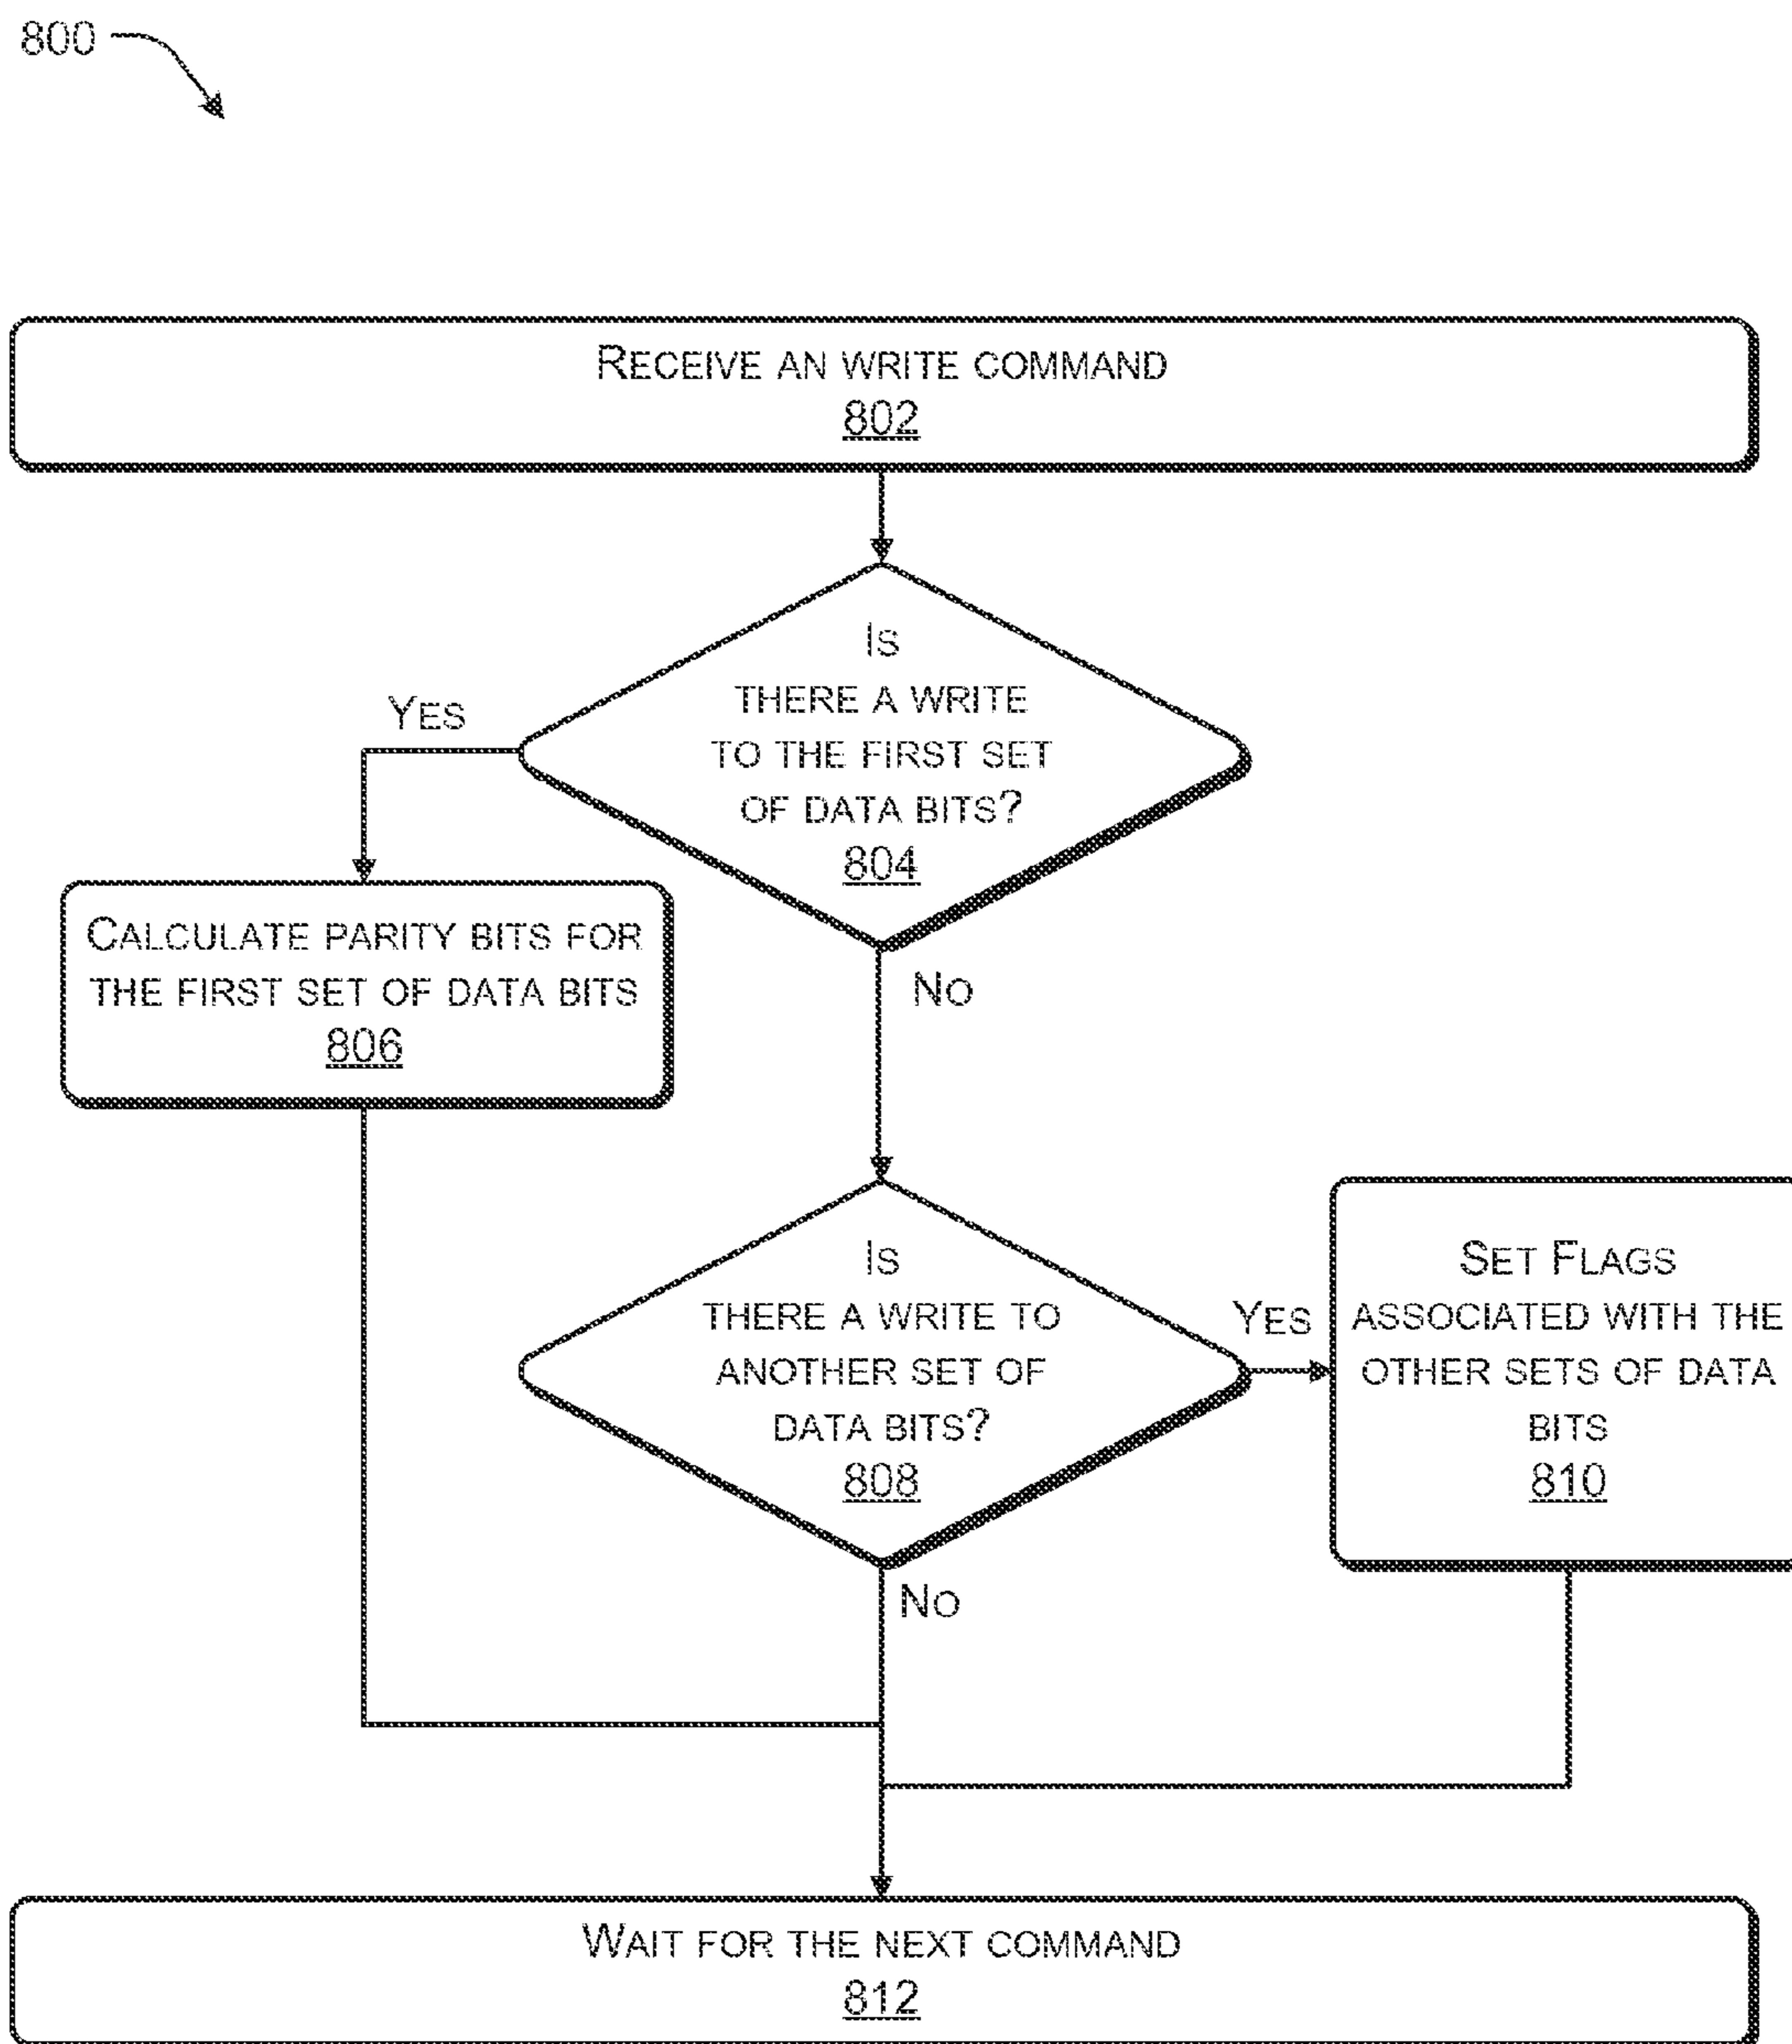 800
RECEIVE AN WRITE COMMAND
802
IS
THERE A WRITE
TO THE FIRST SET
OF DATA BITS?
804
YES
NO
CALCULATE PARITY BITS FOR
THE FIRST SET OF DATA BITS
806
IS
THERE A WRITE TO
ANOTHER SET OF
DATA BITS?
808
YES
NO
SET FLAGS
ASSOCIATED WITH THE
OTHER SETS OF DATA
BITS
810
WAIT FOR THE NEXT COMMAND
812